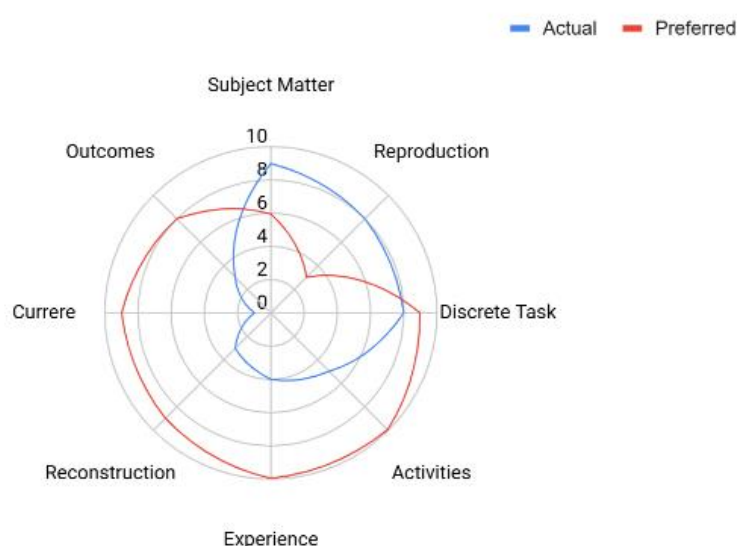 Actual Preferred
Subject Matter
Outcomes
Reproduction
10
8
6
4
2
0
Currere
Discrete Task
Reconstruction
Activities
Experience